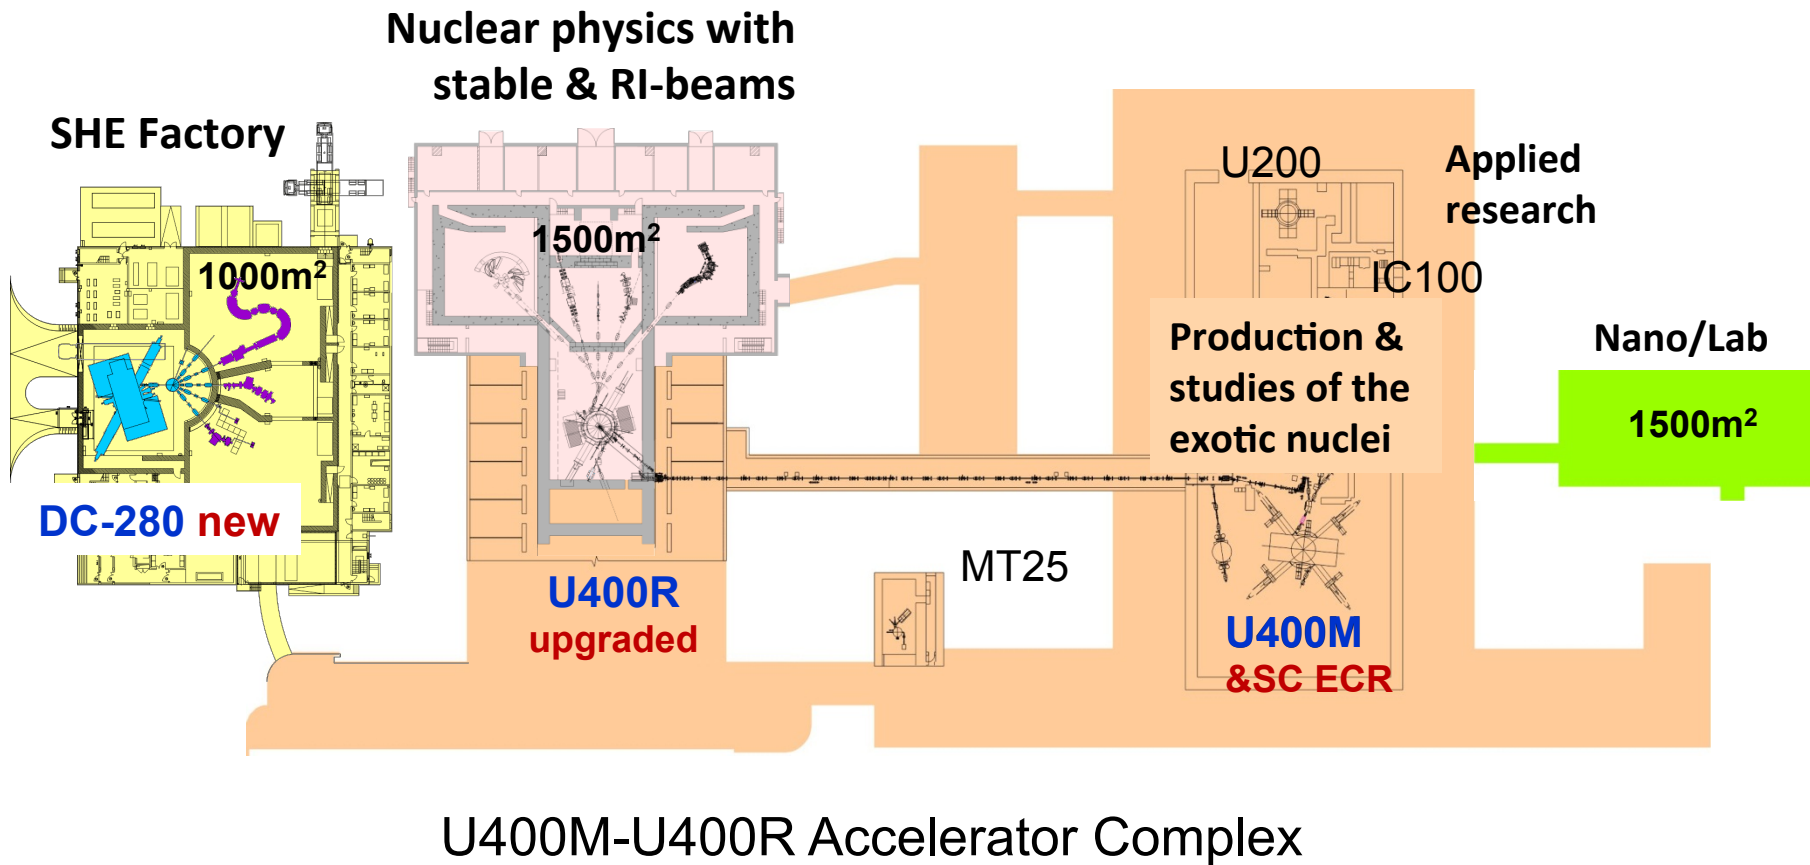 Nuclear physics with
stable & RI-beams
SHE Factory
1000m²
DC-280 new
1500m²
U400R
upgraded
MT25
U200
Applied
research
IC100
Production &
studies of the
exotic nuclei
U400M
&SC ECR
Nano/Lab
1500m²
U400M-U400R Accelerator Complex